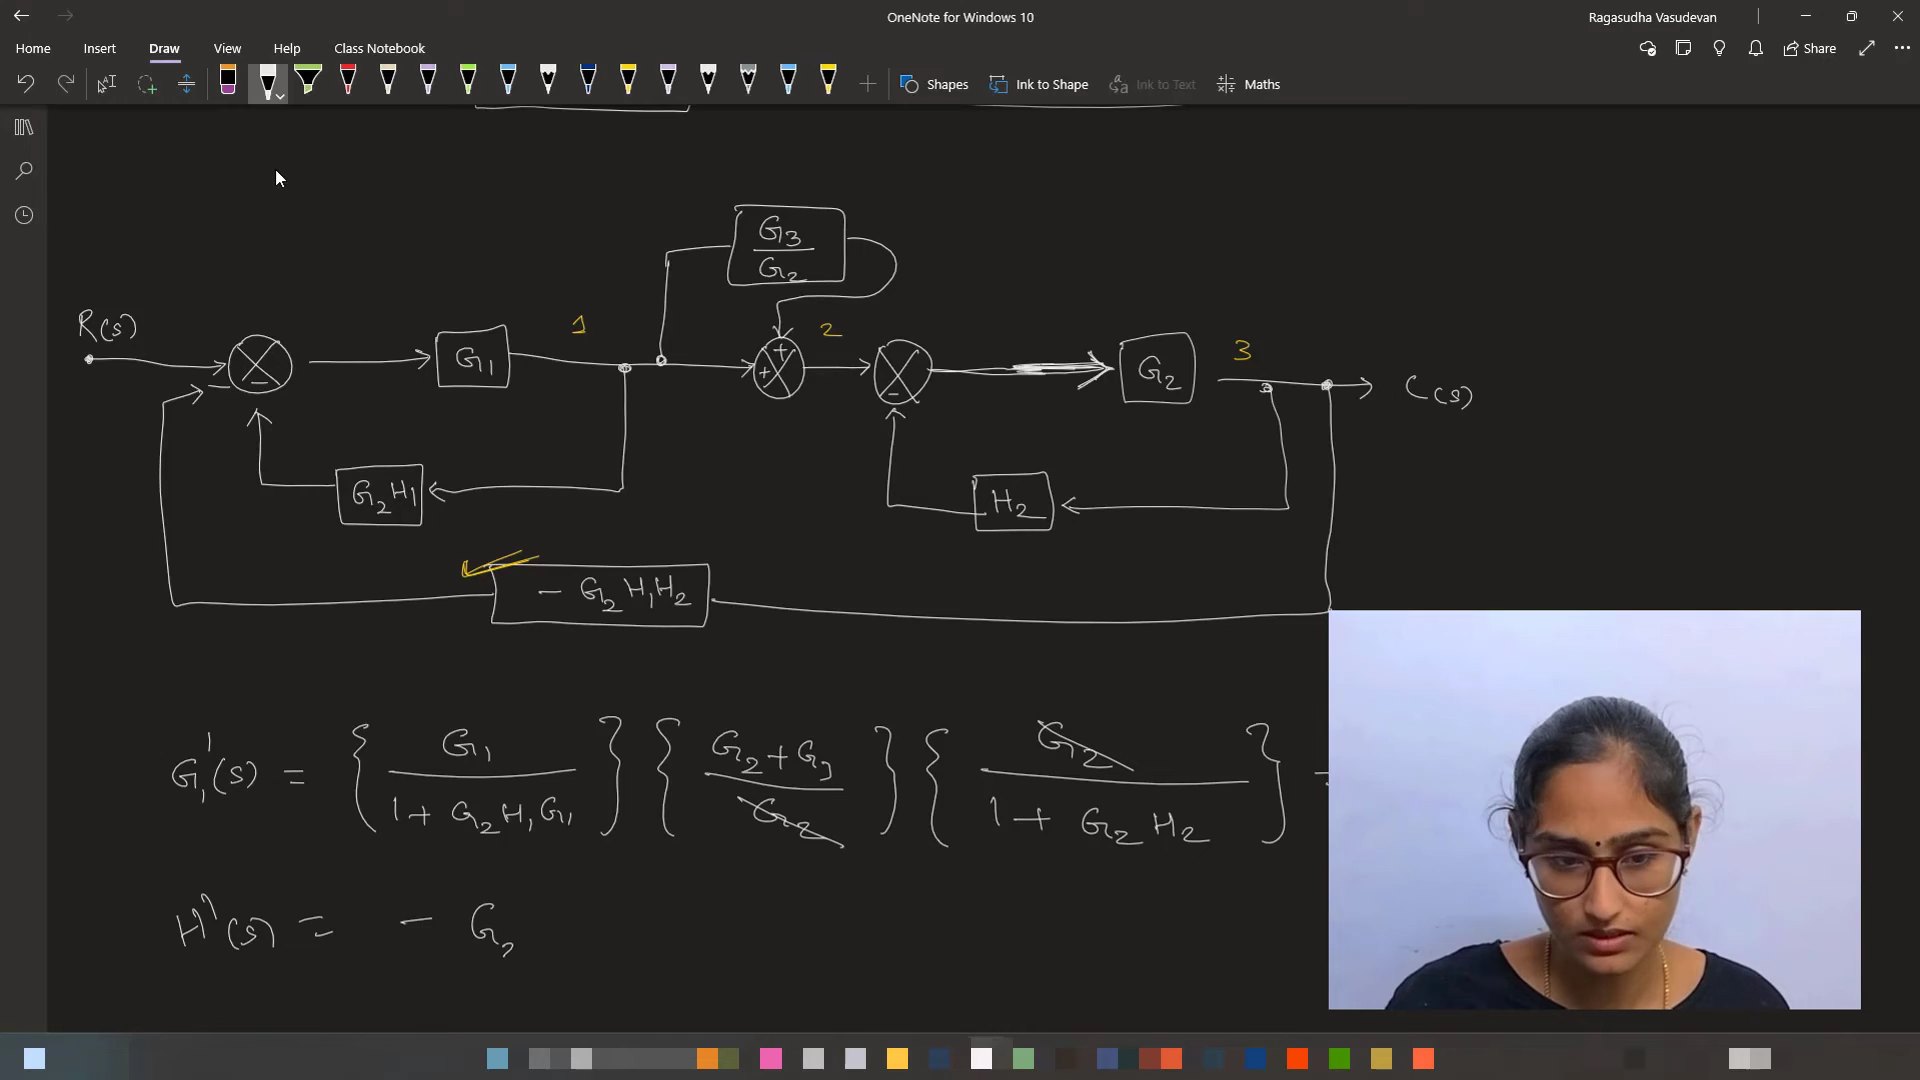 OneNote for Windows 10
Ragasudha Vasudevan
Home Insert Draw View Help Class Notebook
Share
Shapes Ink to Shape Ink to Text Maths
G3
G2
R(s)
1
2
3
G1
+
+
G2
C(s)
-
-
G2H1
H2
- G2H1H2
G1'(s) = { G1 / 1 + G2H1G1 } { G2 + G3 / G2 } { G2 / 1 + G2H2 } =
H'(s) = - G2